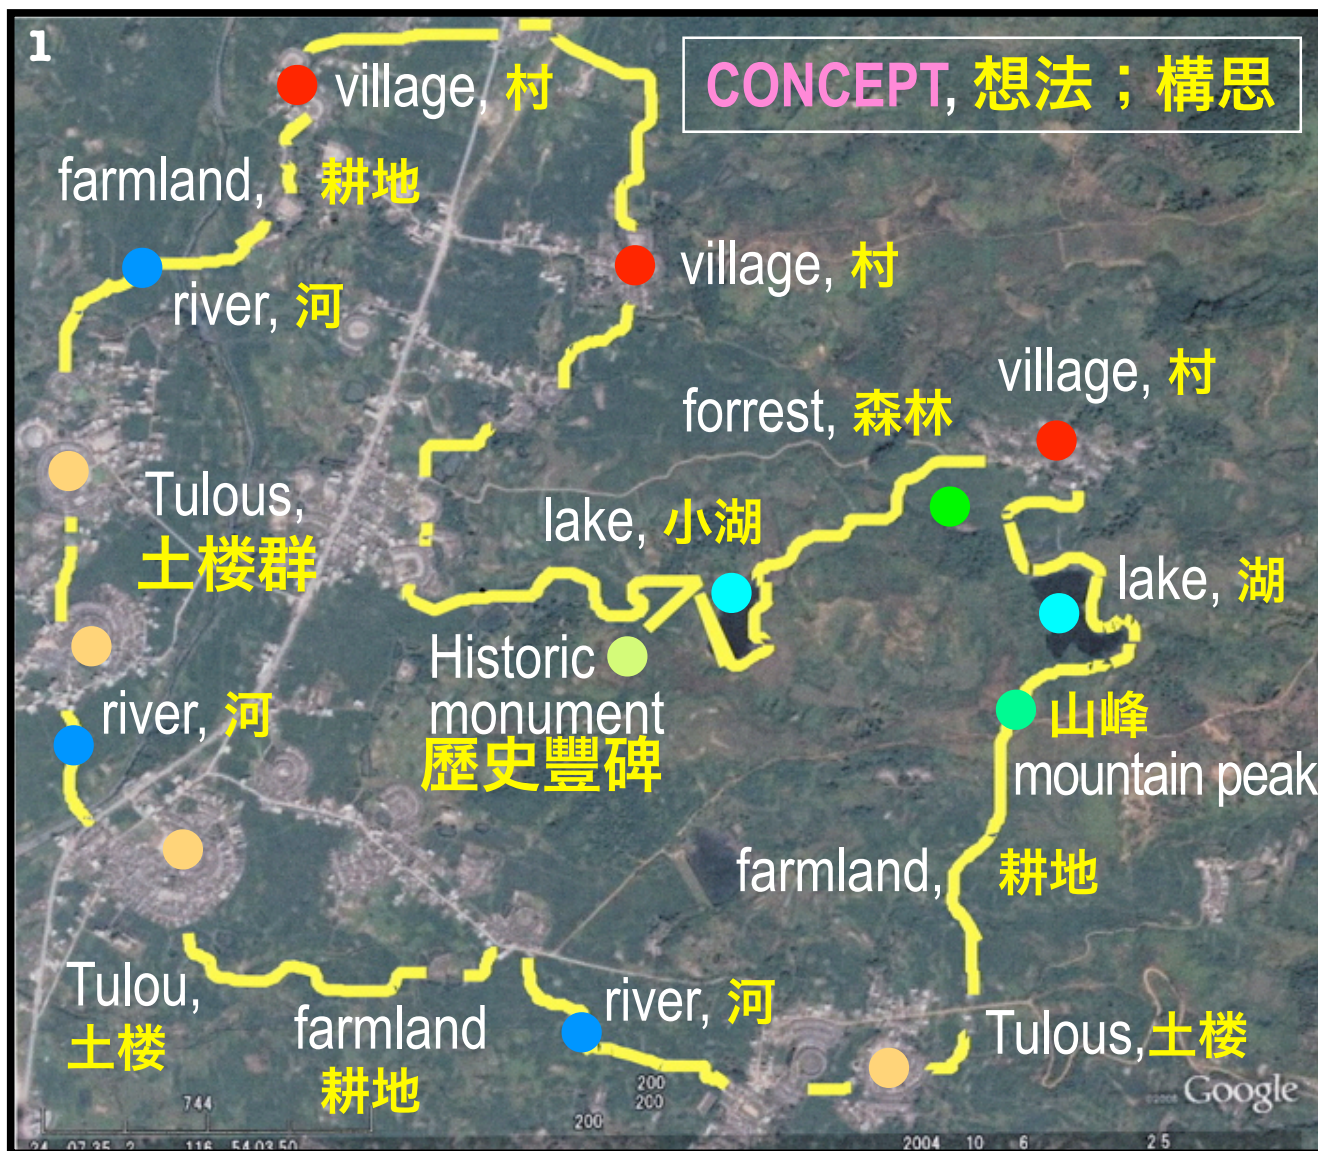 1
CONCEPT, 想法；構思
village, 村
farmland, 耕地
river, 河
village, 村
village, 村
forrest, 森林
Tulous,
土楼群
lake, 小湖
lake, 湖
Historic
monument
歷史豐碑
river, 河
山峰
mountain peak
farmland, 耕地
Tulou,
土楼
farmland
耕地
river, 河
Tulous,土楼
Google
744
200
200
200
2004 10 6 25